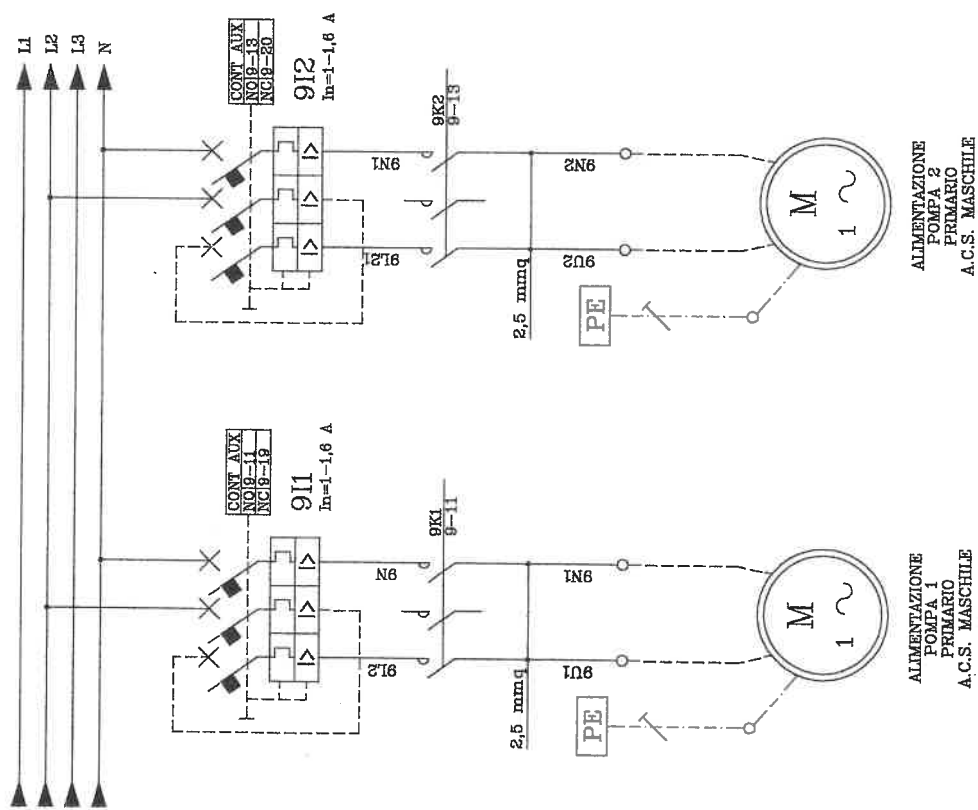 L1
L2
L3
N
CONT AUX
NO 9-11
NC 9-19
9I1
In=1-1,6 A
9L2
9N
9K1
9-11
2,5 mmq
9U1
9N1
PE
M
1 ~
ALIMENTAZIONE
POMPA 1
PRIMARIO
A.C.S. MASCHILE
CONT AUX
NO 9-13
NC 9-20
9I2
In=1-1,6 A
9L21
9N1
9K2
9-13
2,5 mmq
9U2
9N2
PE
M
1 ~
ALIMENTAZIONE
POMPA 2
PRIMARIO
A.C.S. MASCHILE